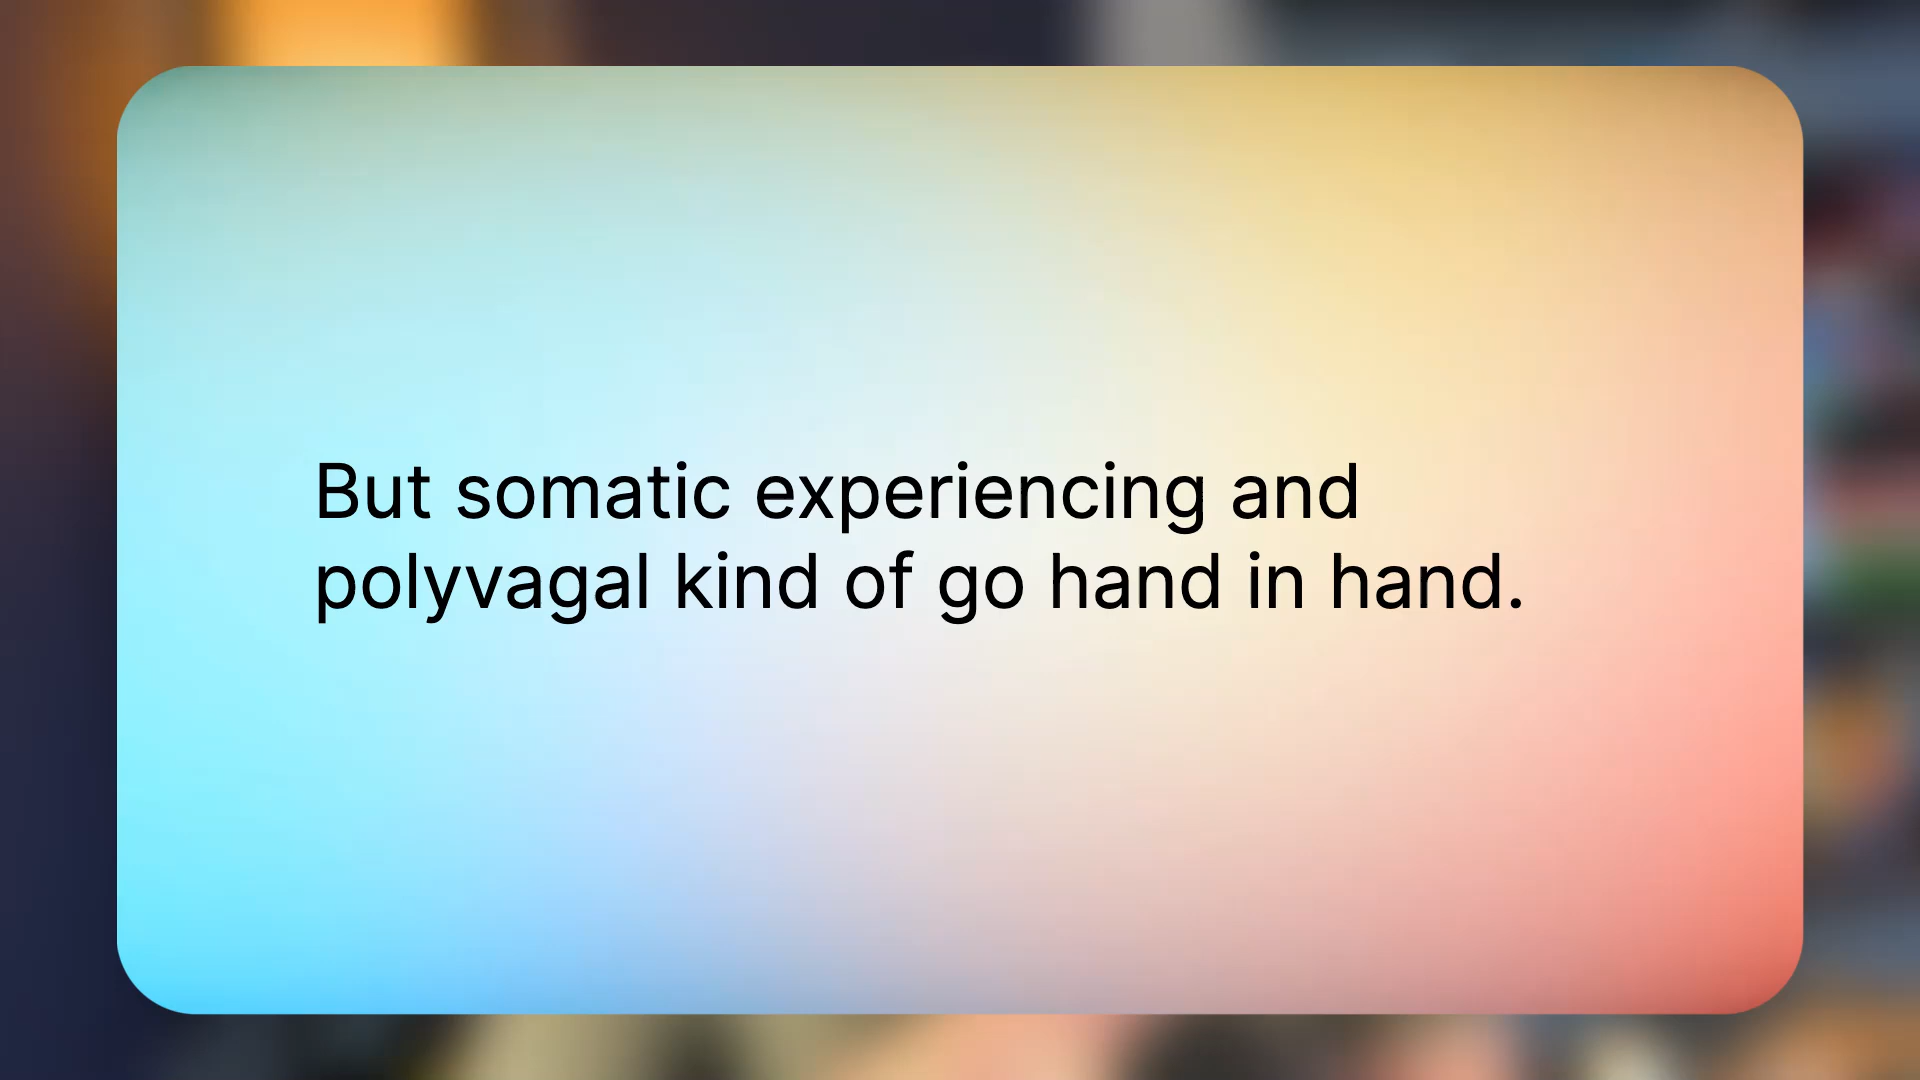 But somatic experiencing and
polyvagal kind of go hand in hand.